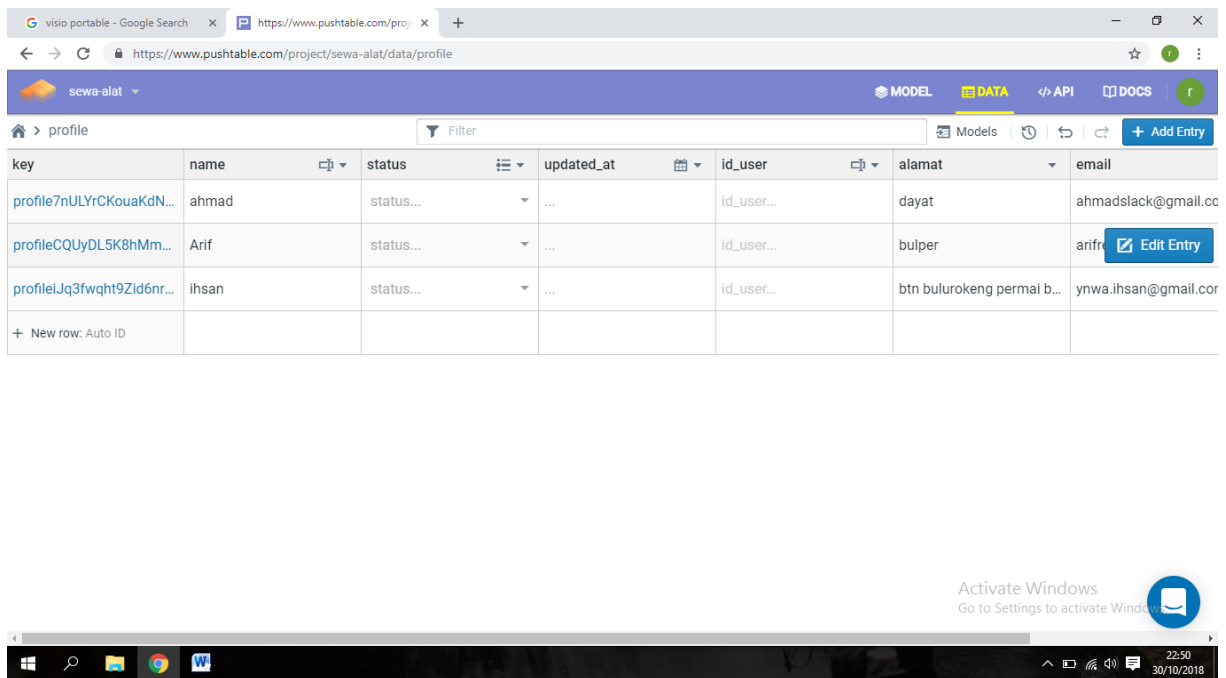 visio portable - Google Search
https://www.pushtable.com/proj
https://www.pushtable.com/project/sewa-alat/data/profile
r
sewa-alat
MODEL
DATA
</> API
DOCS
r
> profile
Filter
Models
+ Add Entry
key name status updated_at id_user alamat email
profile7nULYrCKouaKdN... ahmad status... ... id_user... dayat ahmadslack@gmail.co
profileCQUyDL5K8hMm... Arif status... ... id_user... bulper arifr Edit Entry
profileiJq3fwqht9Zid6nr... ihsan status... ... id_user... btn bulurokeng permai b... ynwa.ihsan@gmail.cor
+ New row: Auto ID
Activate Windows
Go to Settings to activate Windows
22:50
30/10/2018